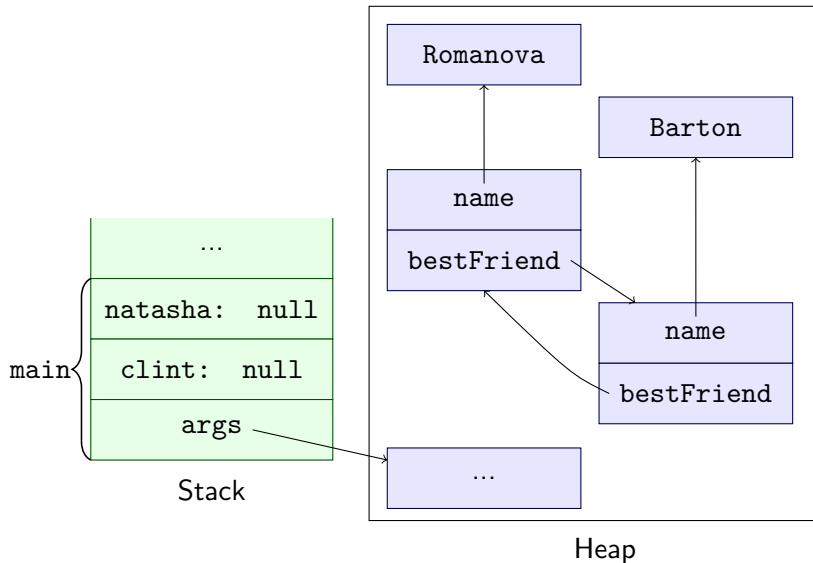 Romanova
Barton
name
bestFriend
name
bestFriend
...
natasha: null
main
clint: null
args
Stack
...
Heap